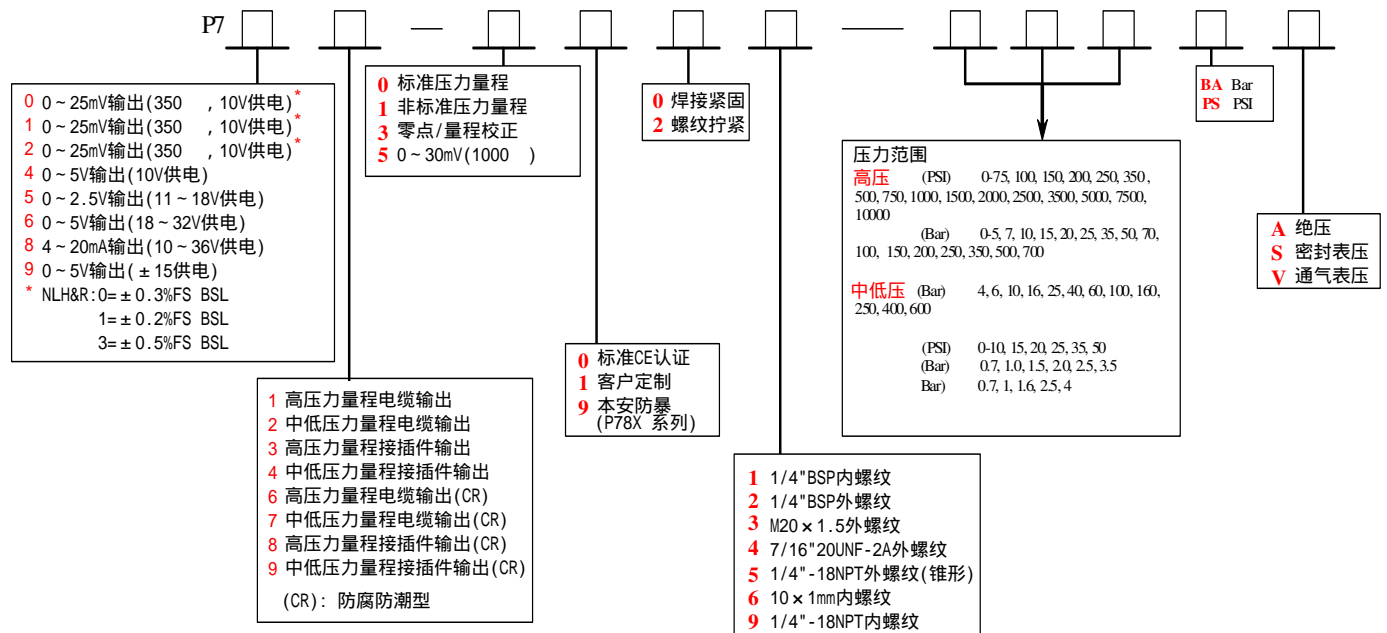 P7 — —
0 0~25mV输出(350 ,10V供电)*
1 0~25mV输出(350 ,10V供电)*
2 0~25mV输出(350 ,10V供电)*
4 0~5V输出(10V供电)
5 0~2.5V输出(11~18V供电)
6 0~5V输出(18~32V供电)
8 4~20mA输出(10~36V供电)
9 0~5V输出(±15供电)
* NLH&R:0=±0.3%FS BSL
1=±0.2%FS BSL
3=±0.5%FS BSL
1 高压力量程电缆输出
2 中低压力量程电缆输出
3 高压力量程接插件输出
4 中低压力量程接插件输出
6 高压力量程电缆输出(CR)
7 中低压力量程电缆输出(CR)
8 高压力量程接插件输出(CR)
9 中低压力量程接插件输出(CR)
(CR): 防腐防潮型
0 标准压力量程
1 非标准压力量程
3 零点/量程校正
5 0~30mV(1000 )
0 标准CE认证
1 客户定制
9 本安防暴
(P78X 系列)
0 焊接紧固
2 螺纹拧紧
1 1/4"BSP内螺纹
2 1/4"BSP外螺纹
3 M20×1.5外螺纹
4 7/16"20UNF-2A外螺纹
5 1/4"-18NPT外螺纹(锥形)
6 10×1mm内螺纹
9 1/4"-18NPT内螺纹
压力范围
高压 (PSI) 0-75, 100, 150, 200, 250, 350,
500, 750, 1000, 1500, 2000, 2500, 3500, 5000, 7500,
10000
(Bar) 0-5, 7, 10, 15, 20, 25, 35, 50, 70,
100, 150, 200, 250, 350, 500, 700
中低压 (Bar) 4, 6, 10, 16, 25, 40, 60, 100, 160,
250, 400, 600
(PSI) 0-10, 15, 20, 25, 35, 50
(Bar) 0.7, 1.0, 1.5, 2.0, 2.5, 3.5
Bar) 0.7, 1, 1.6, 2.5, 4
BA Bar
PS PSI
A 绝压
S 密封表压
V 通气表压